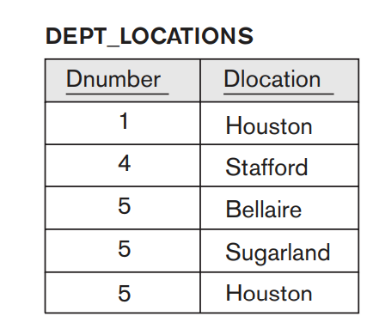 DEPT_LOCATIONS
Dnumber Dlocation
1 Houston
4 Stafford
5 Bellaire
5 Sugarland
5 Houston